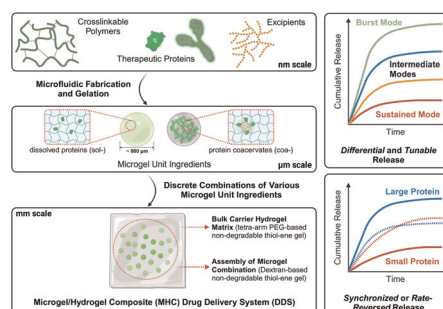 Crosslinkable
Polymers
Therapeutic Proteins
Excipients
nm scale
Microfluidic Fabrication
and Gelation
dissolved proteins (sol-)
~ 600 μm
protein coacervates (coa-)
Microgel Unit Ingredients
μm scale
Discrete Combinations of Various
Microgel Unit Ingredients
mm scale
Bulk Carrier Hydrogel
Matrix (tetra-arm PEG-based
non-degradable thiol-ene gel)
Assembly of Microgel
Combination (Dextran-based
non-degradable thiol-ene gel)
Microgel/Hydrogel Composite (MHC) Drug Delivery System (DDS)
Cumulative Release
Burst Mode
Intermediate
Modes
Sustained Mode
Time
Differential and Tunable
Release
Cumulative Release
Large Protein
Small Protein
Time
Synchronized or Rate-
Reversed Release